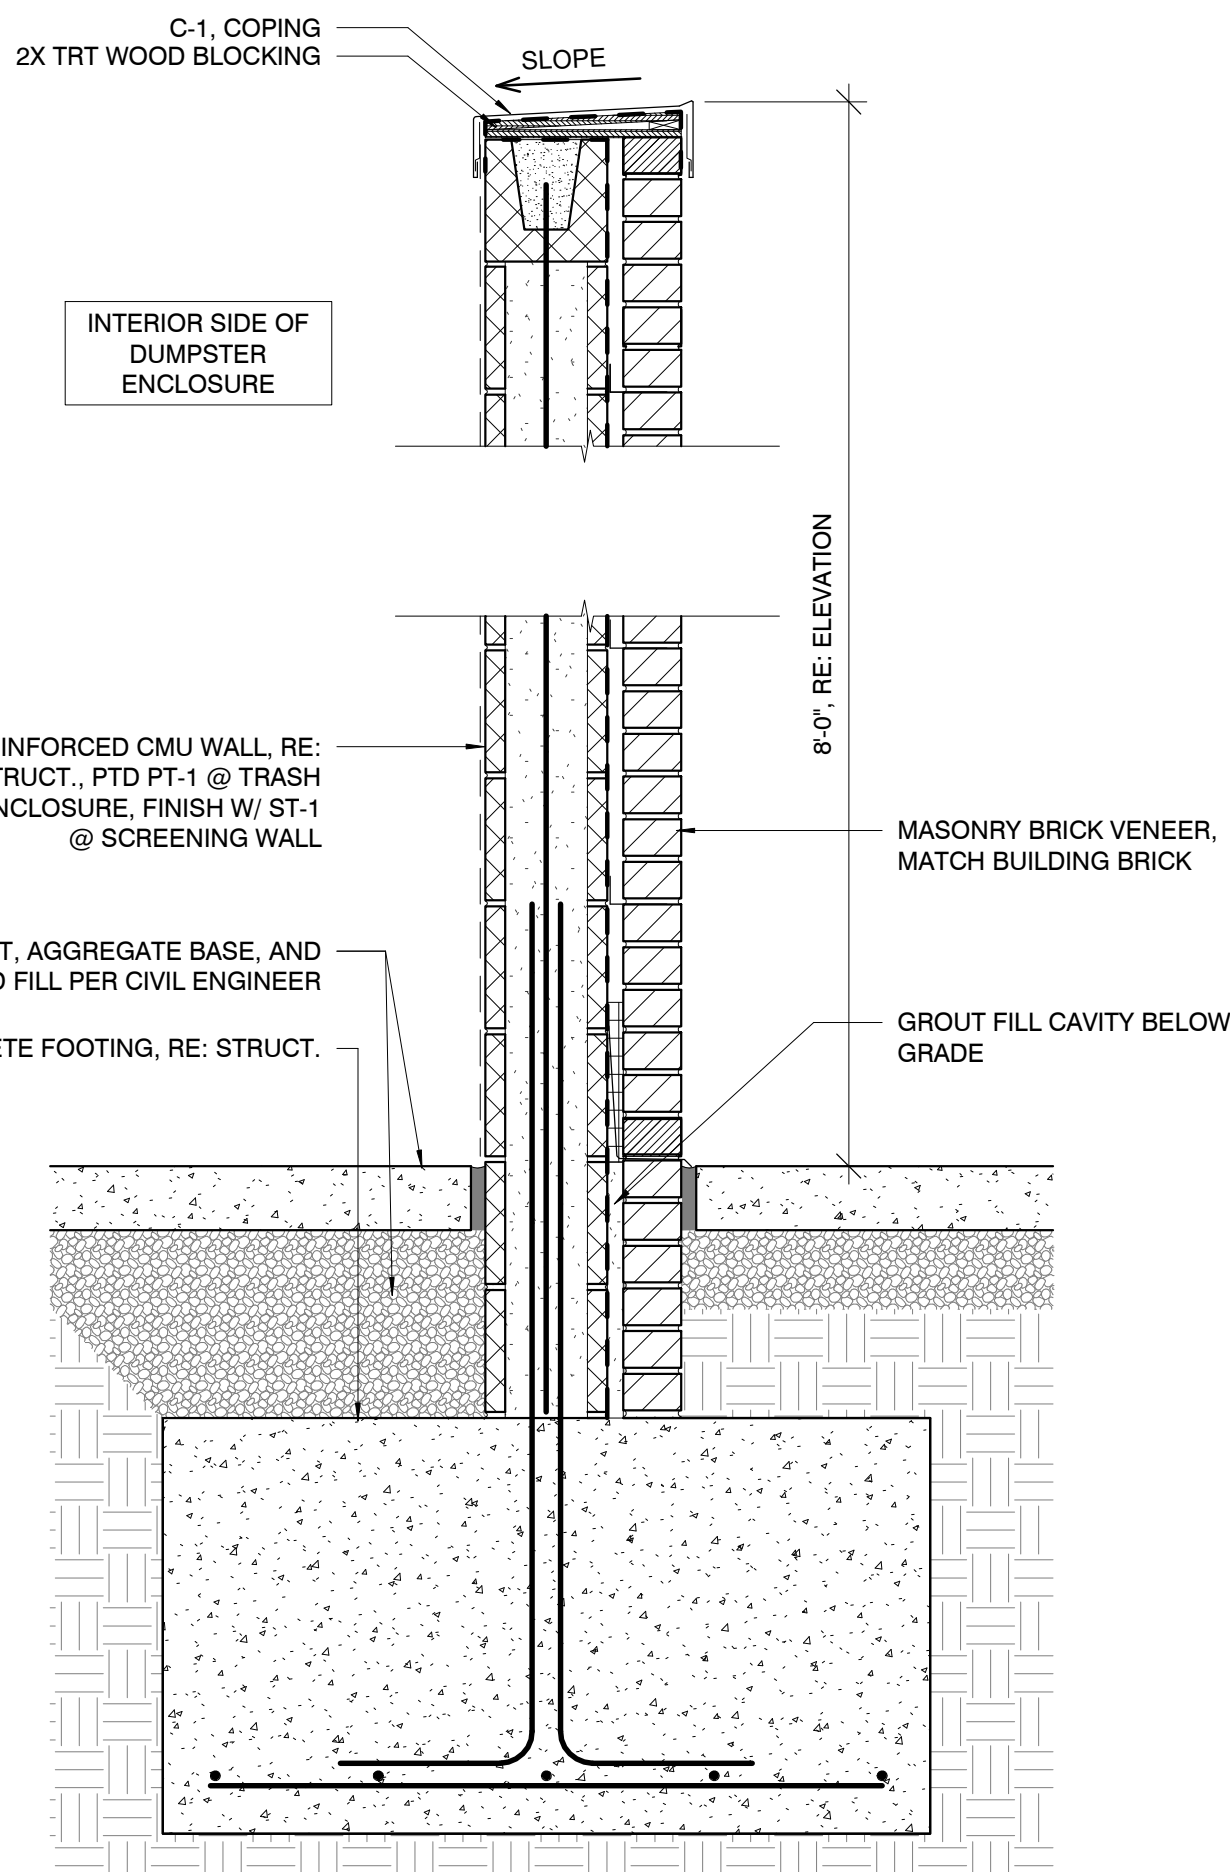 C-1, COPING
2X TRT WOOD BLOCKING
SLOPE
INTERIOR SIDE OF
DUMPSTER
ENCLOSURE
8'-0", RE: ELEVATION
INFORCED CMU WALL, RE:
TRUCT., PTD PT-1 @ TRASH
NCLOSURE, FINISH W/ ST-1
@ SCREENING WALL
MASONRY BRICK VENEER,
MATCH BUILDING BRICK
T, AGGREGATE BASE, AND
FILL PER CIVIL ENGINEER
GROUT FILL CAVITY BELOW
GRADE
ETE FOOTING, RE: STRUCT.